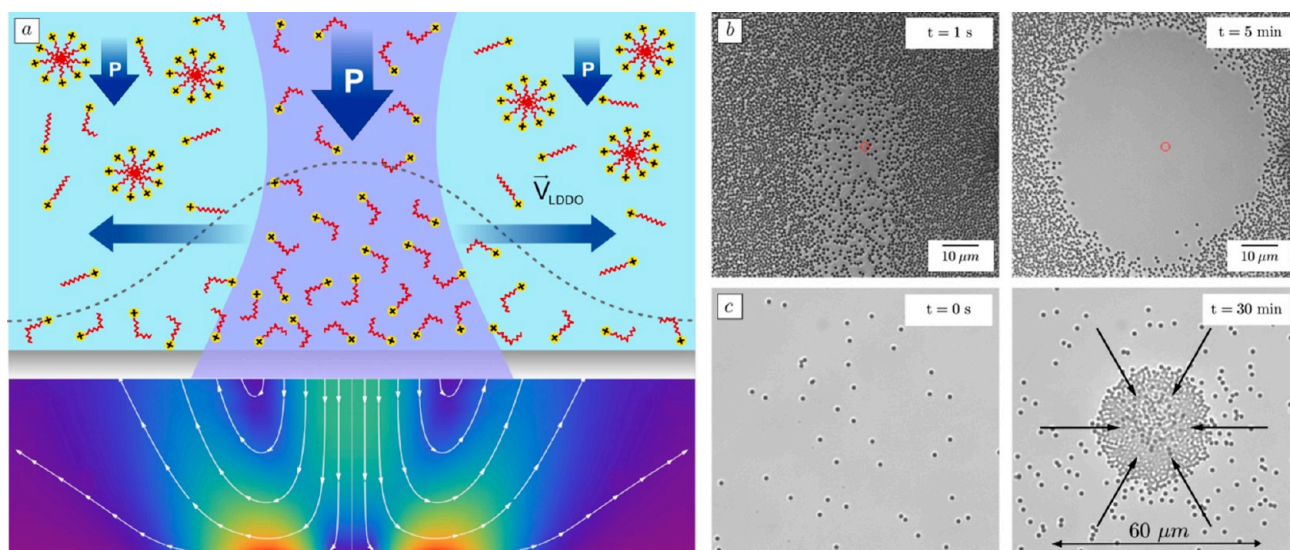 a
P
P
P
+
V⃗LDDO
b
t = 1 s
10 μm
t = 5 min
10 μm
c
t = 0 s
t = 30 min
60 μm